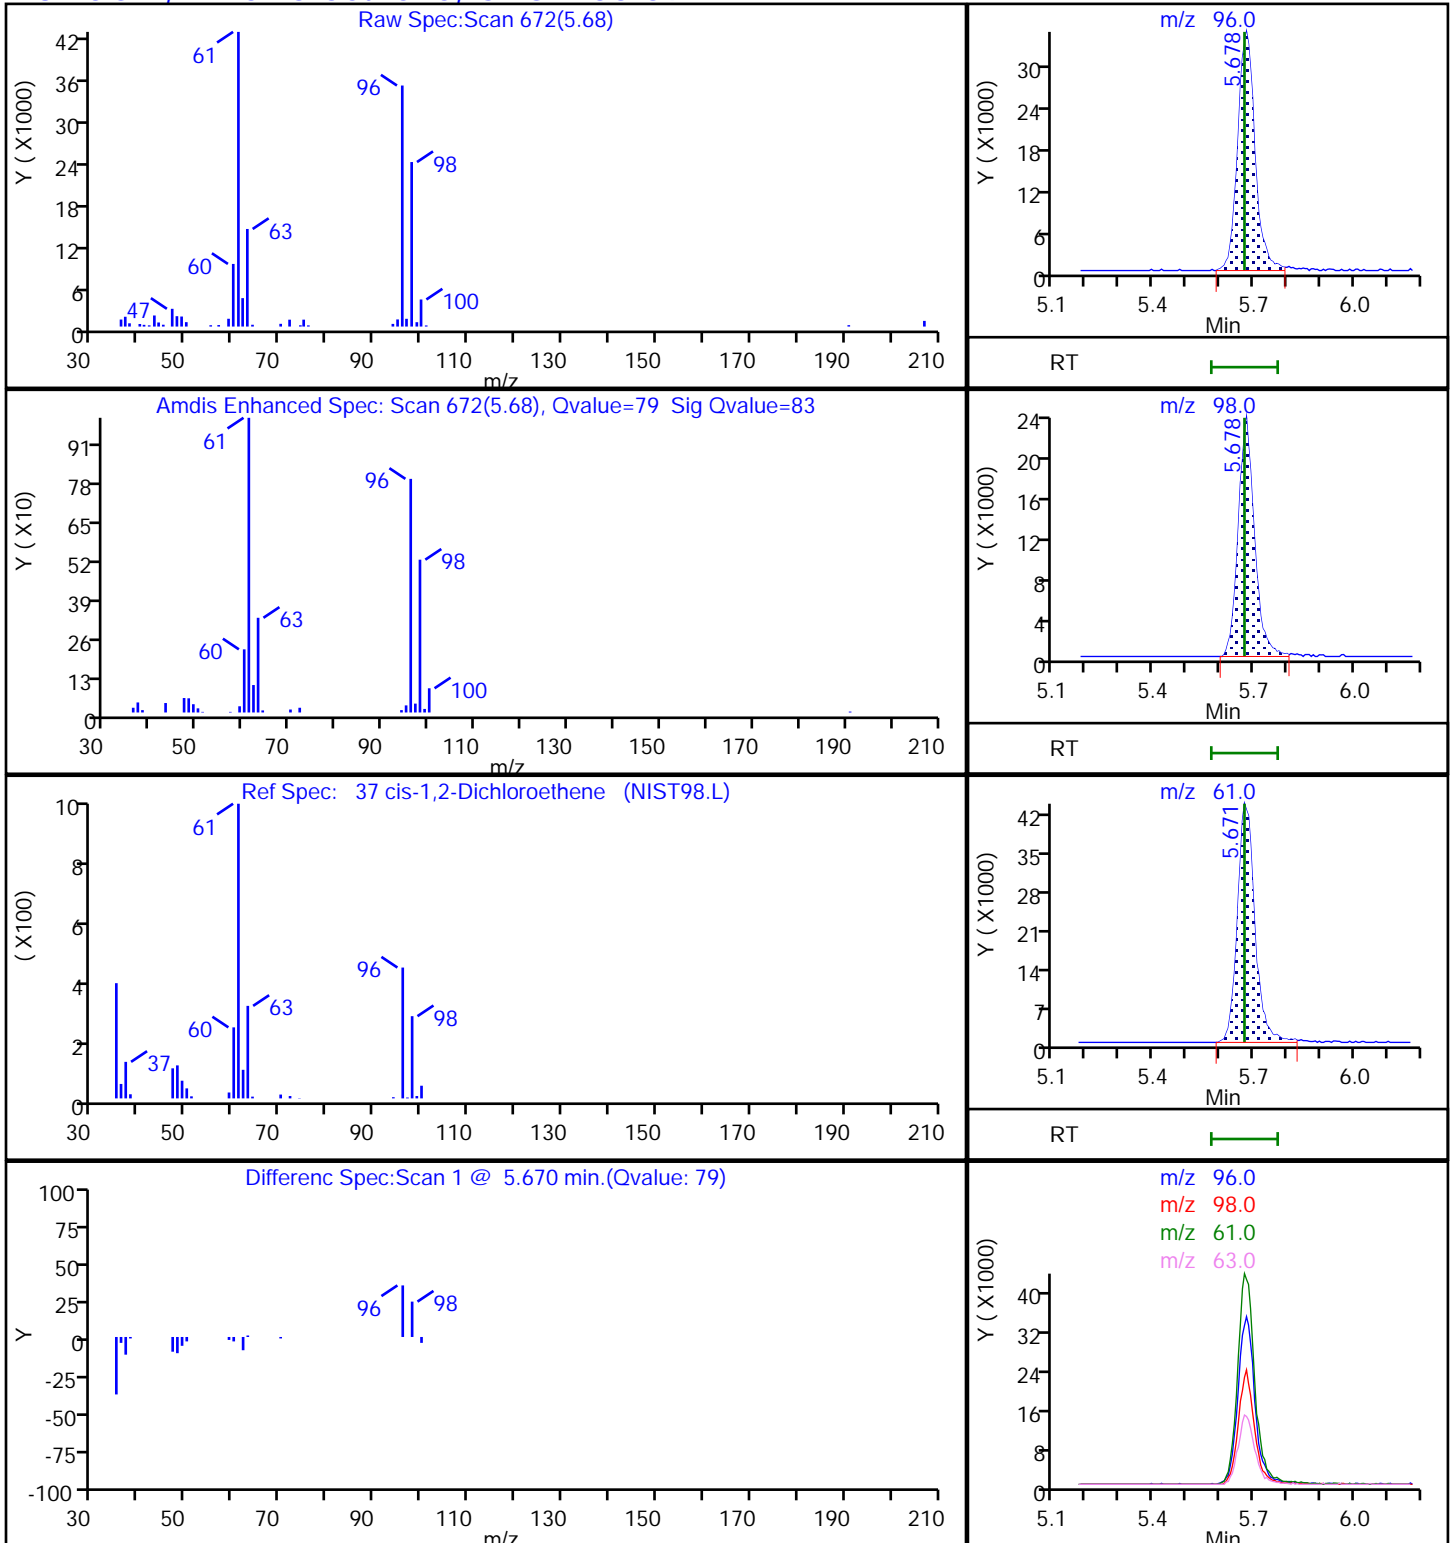 Raw Spec:Scan 672(5.68)
Y ( X1000)
42
36
30
24
18
12
6
0
61
96
98
63
60
47
100
30 50 70 90 110 130 150 170 190 210
m/z
m/z 96.0
Y ( X1000)
30
24
18
12
6
0
5.678
5.1 5.4 5.7 6.0
Min
RT
Amdis Enhanced Spec: Scan 672(5.68), Qvalue=79 Sig Qvalue=83
Y ( X10)
91
78
65
52
39
26
13
0
61
96
98
63
60
100
30 50 70 90 110 130 150 170 190 210
m/z
m/z 98.0
Y ( X1000)
24
20
16
12
8
4
0
5.678
5.1 5.4 5.7 6.0
Min
RT
Ref Spec: 37 cis-1,2-Dichloroethene (NIST98.L)
( X100)
10
8
6
4
2
0
61
96
63
98
60
37
30 50 70 90 110 130 150 170 190 210
m/z 61.0
Y ( X1000)
42
35
28
21
14
7
0
5.671
5.1 5.4 5.7 6.0
Min
RT
Differenc Spec:Scan 1 @ 5.670 min.(Qvalue: 79)
Y
100
75
50
25
0
-25
-50
-75
-100
96
98
30 50 70 90 110 130 150 170 190 210
m/z
m/z 96.0
m/z 98.0
m/z 61.0
m/z 63.0
Y ( X1000)
40
32
24
16
8
0
5.1 5.4 5.7 6.0
Min